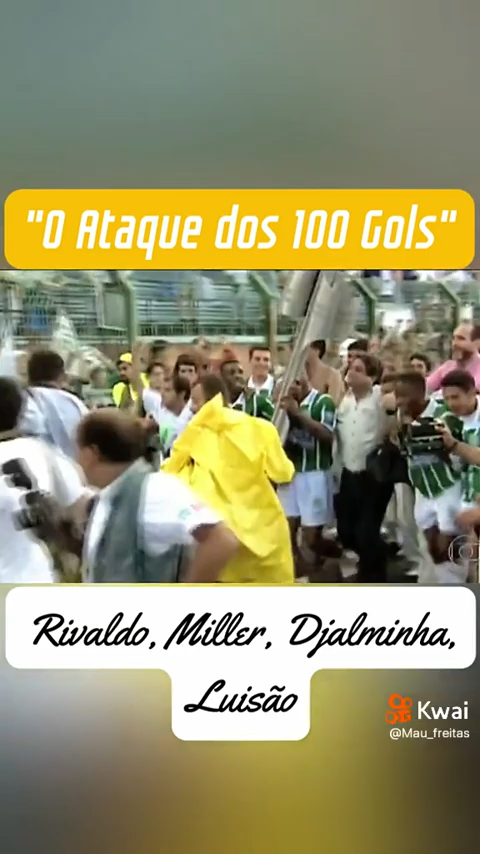 "O Ataque dos 100 Gols"
Rivaldo, Miller, Djalminha,
Luisão
Kwai
@Mau_freitas